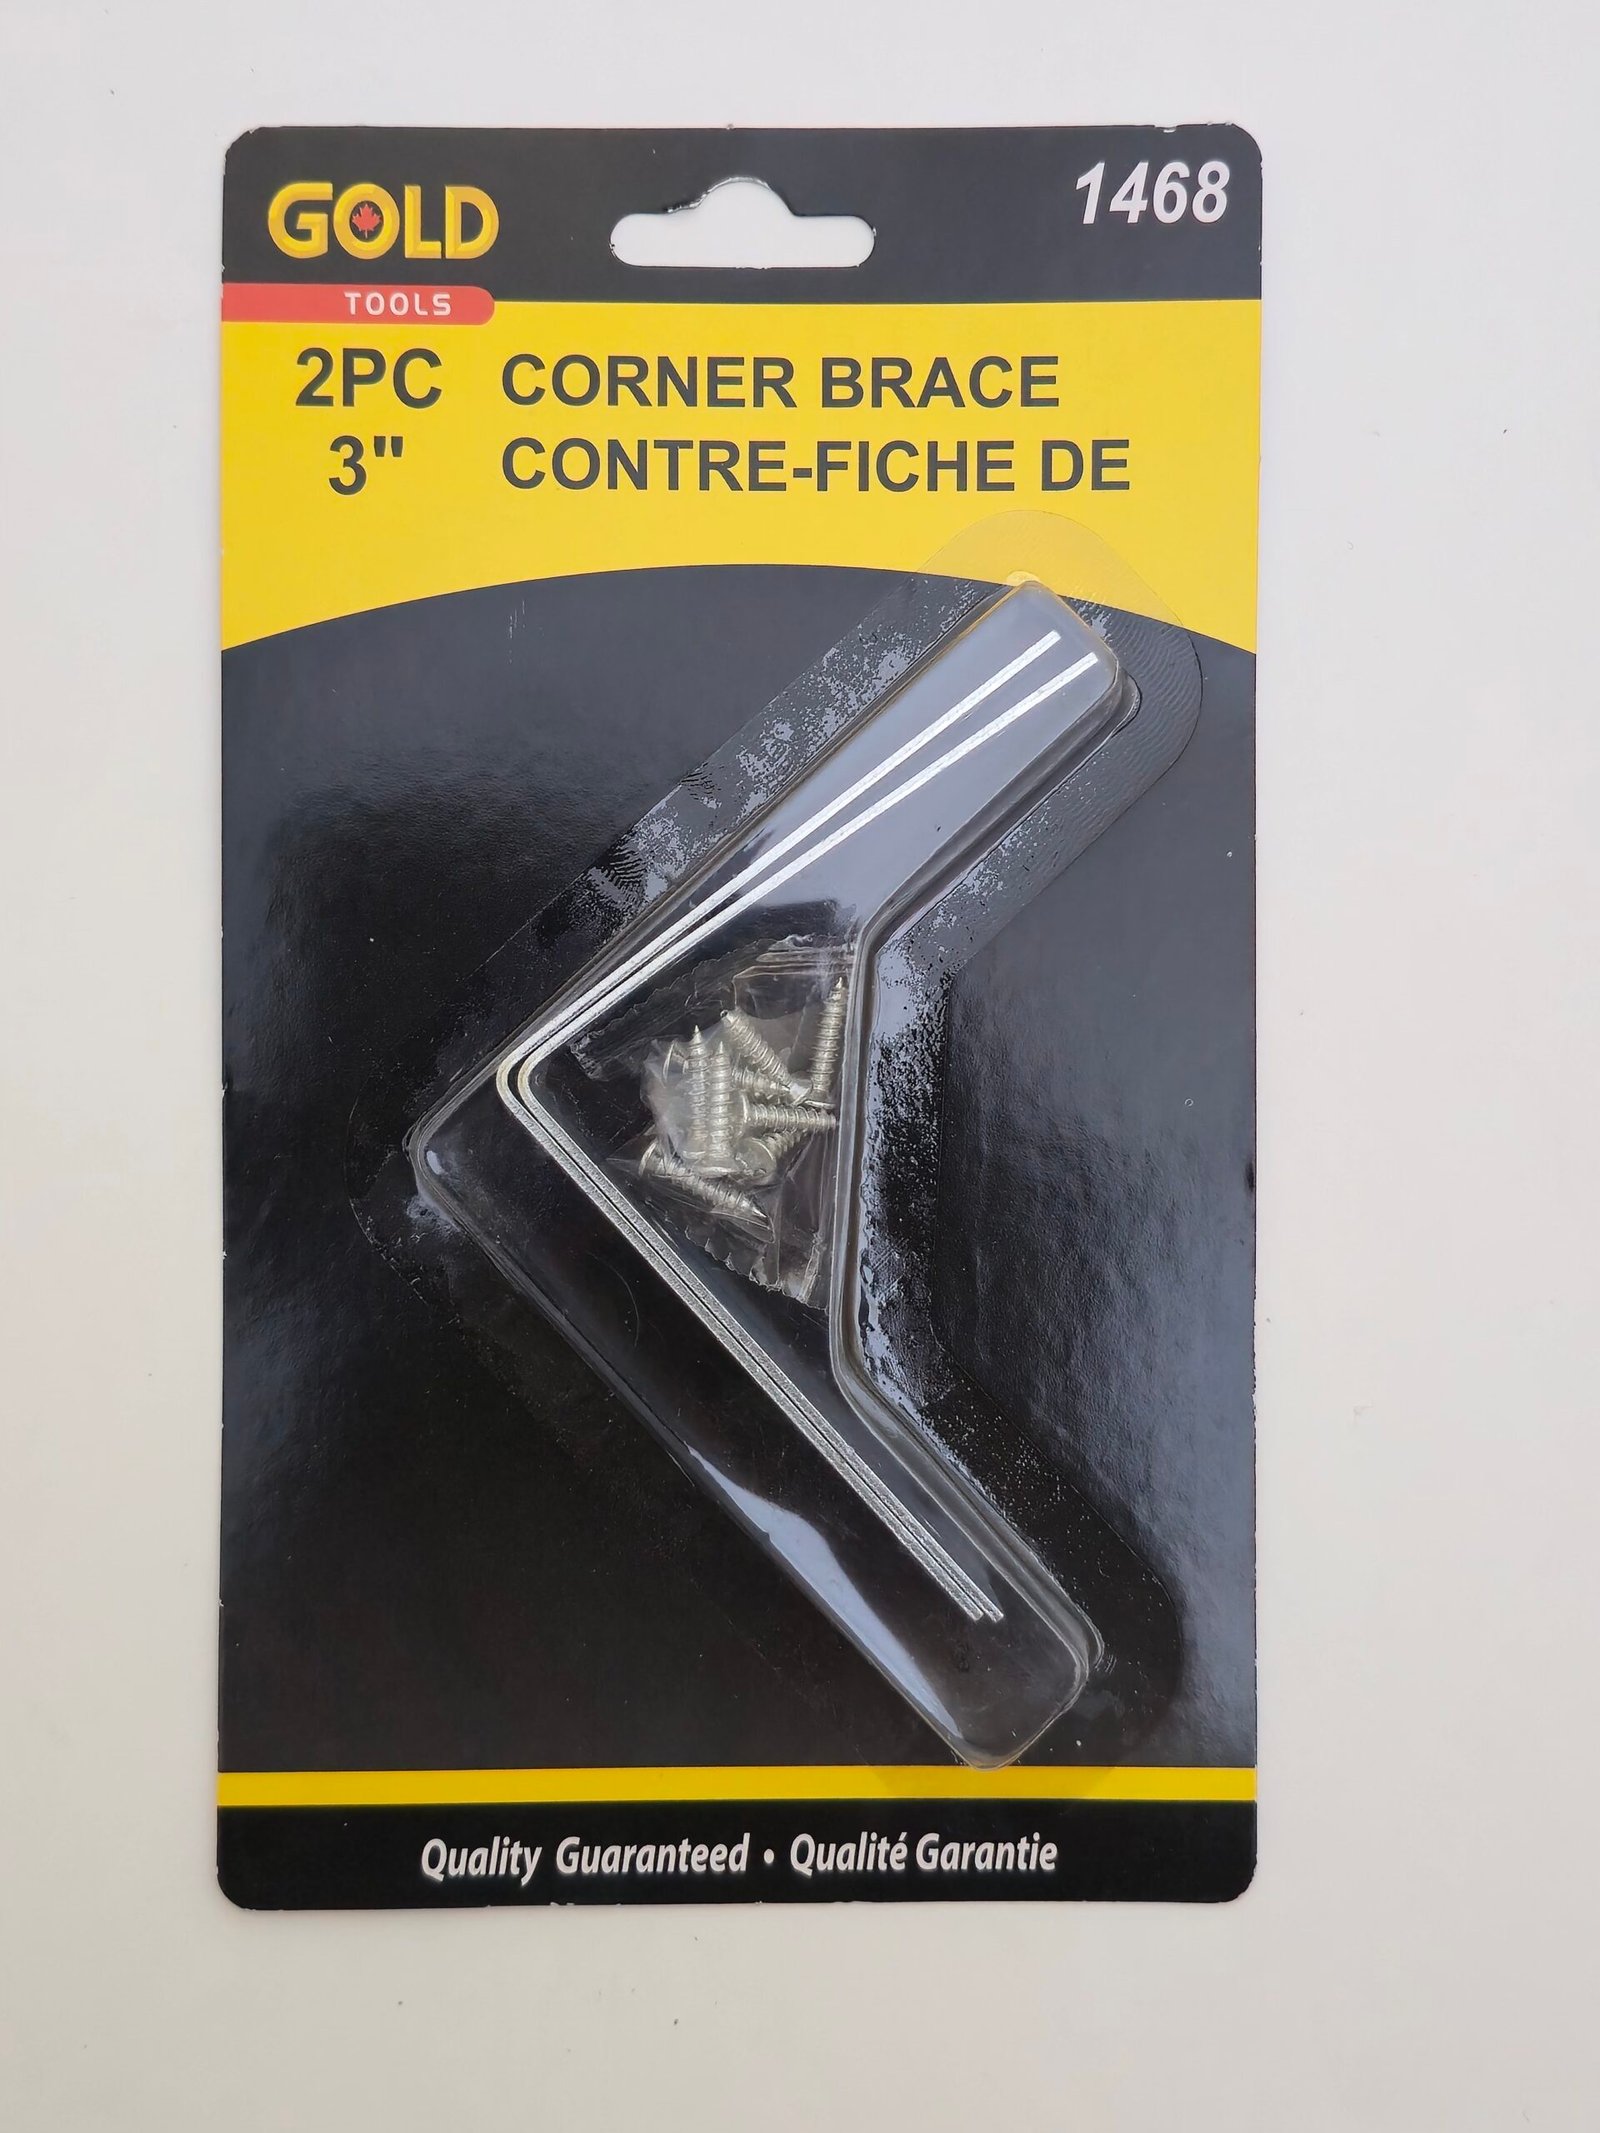 GOLD
TOOLS
1468
2PC CORNER BRACE
3" CONTRE-FICHE DE
Quality Guaranteed • Qualité Garantie